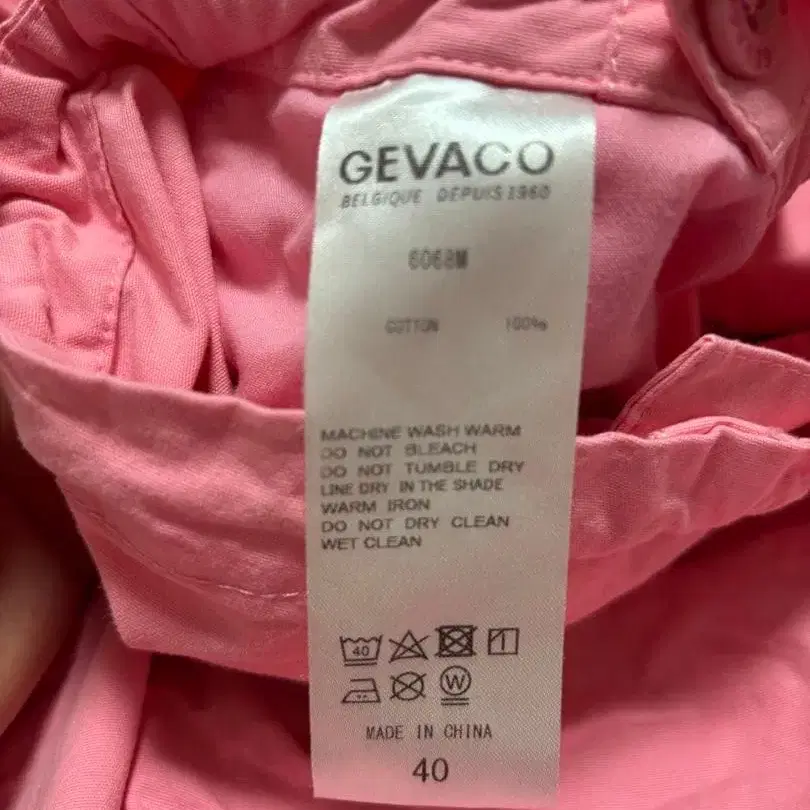 GEVACO
BELGIQUE DEPUIS 1960
6068M
COTTON 100%
MACHINE WASH WARM
DO NOT BLEACH
DO NOT TUMBLE DRY
LINE DRY IN THE SHADE
WARM IRON
DO NOT DRY CLEAN
WET CLEAN
40
W
MADE IN CHINA
40